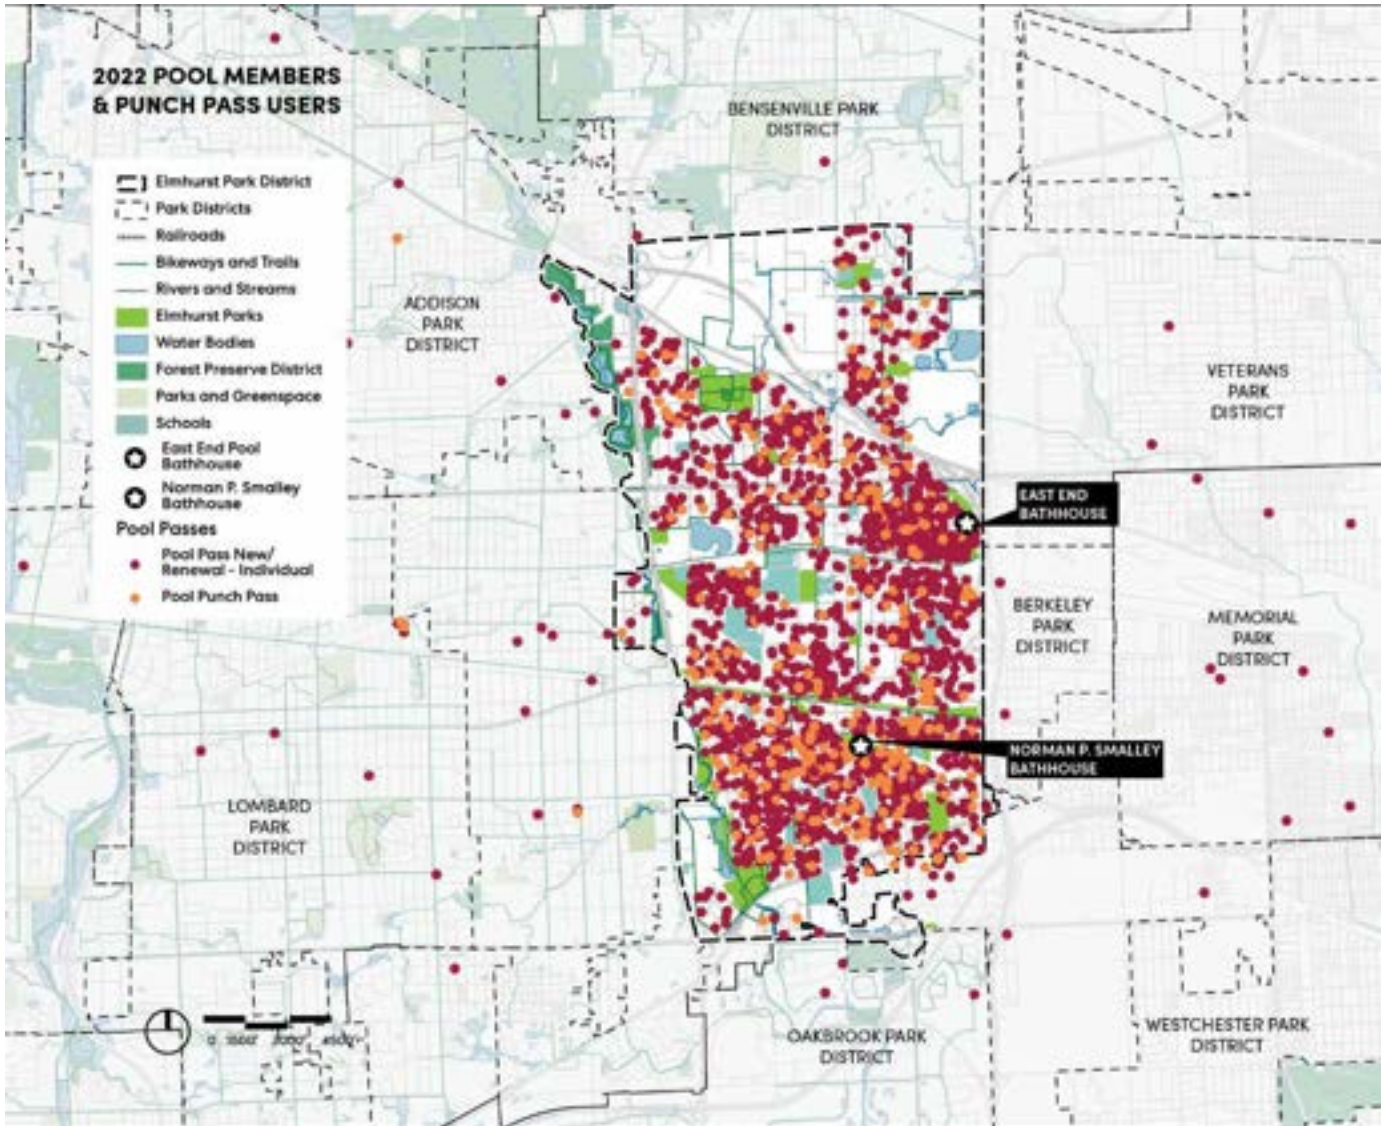 2022 POOL MEMBERS
& PUNCH PASS USERS
Elmhurst Park District
Park Districts
Railroads
Bikeways and Trails
Rivers and Streams
Elmhurst Parks
Water Bodies
Forest Preserve District
Parks and Greenspace
Schools
East End Pool
Bathhouse
Norman P. Smalley
Bathhouse
Pool Passes
Pool Pass New/
Renewal - Individual
Pool Punch Pass
BENSENVILLE PARK
DISTRICT
ADDISON
PARK
DISTRICT
VETERANS
PARK
DISTRICT
EAST END
BATHHOUSE
BERKELEY
PARK
DISTRICT
MEMORIAL
PARK
DISTRICT
NORMAN P. SMALLEY
BATHHOUSE
LOMBARD
PARK
DISTRICT
OAKBROOK PARK
DISTRICT
WESTCHESTER PARK
DISTRICT
0 1500' 3000' 4500'